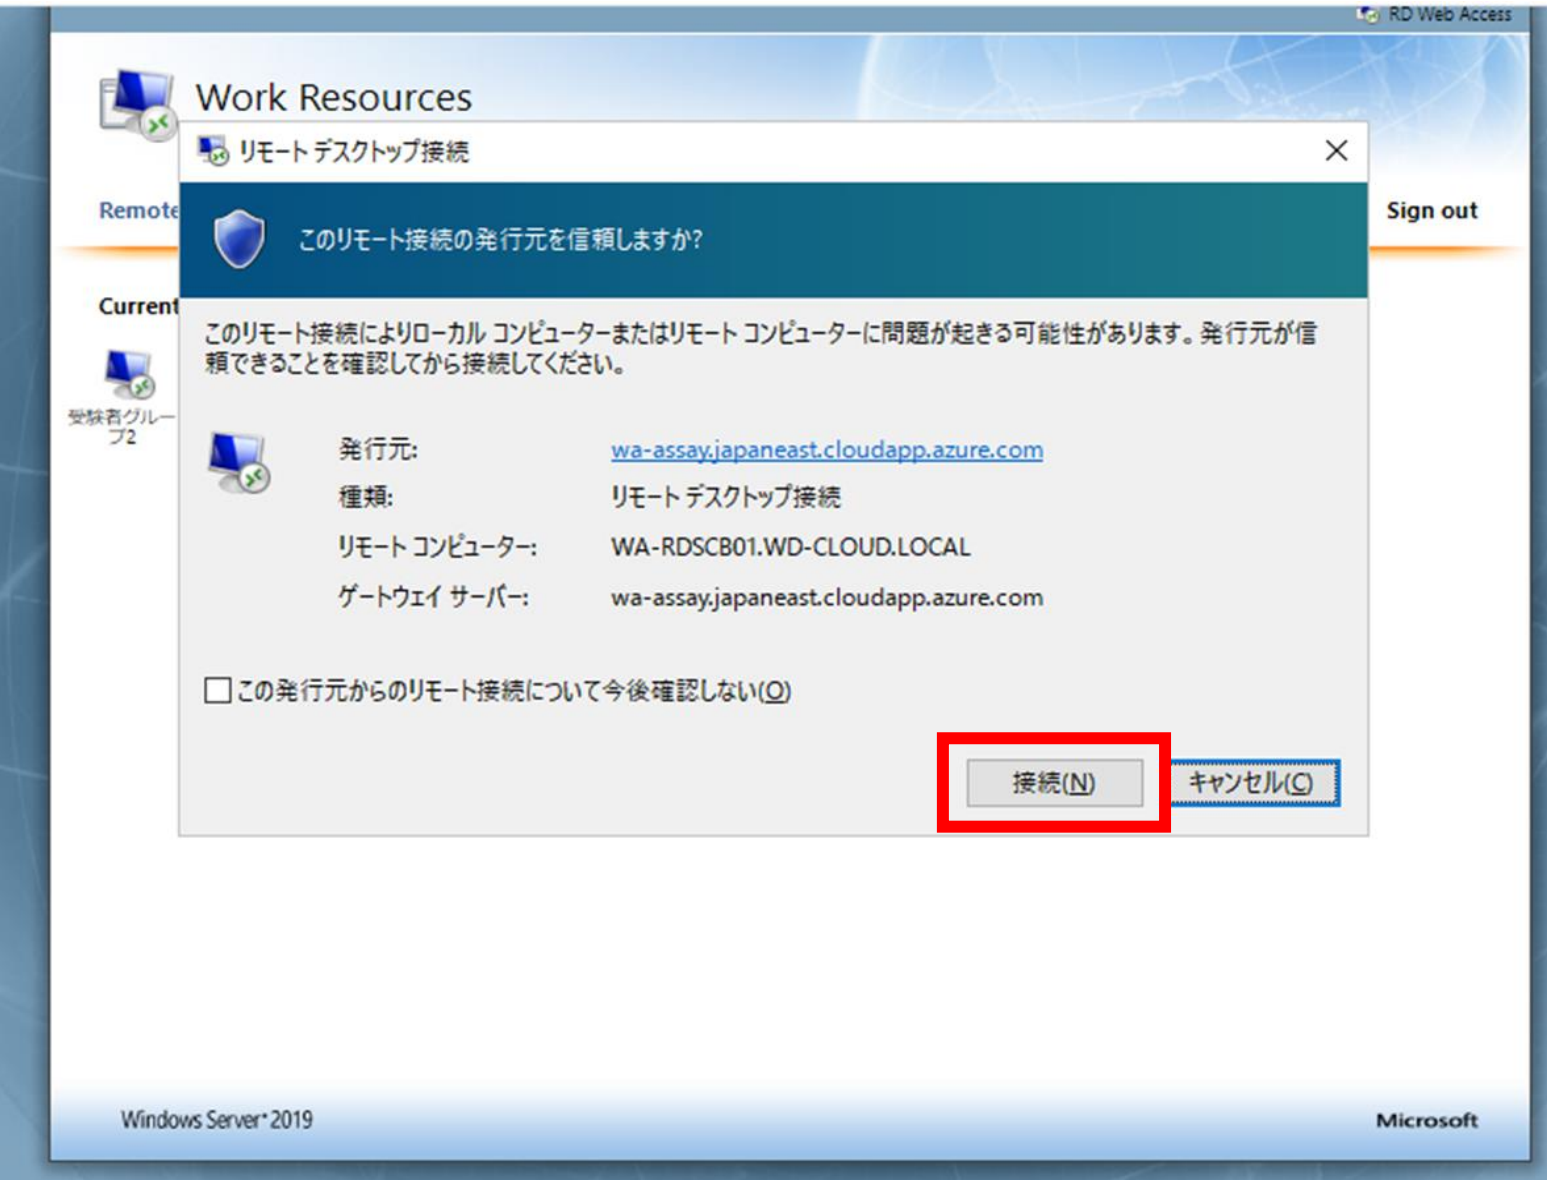 RD Web Access
Work Resources
リモート デスクトップ接続
Remote
Sign out
このリモート接続の発行元を信頼しますか?
Current
このリモート接続によりローカル コンピューターまたはリモート コンピューターに問題が起きる可能性があります。発行元が信
頼できることを確認してから接続してください。
受験者グルー
プ2
発行元: wa-assay.japaneast.cloudapp.azure.com
種類: リモート デスクトップ接続
リモート コンピューター: WA-RDSCB01.WD-CLOUD.LOCAL
ゲートウェイ サーバー: wa-assay.japaneast.cloudapp.azure.com
この発行元からのリモート接続について今後確認しない(O)
接続(N) キャンセル(C)
Windows Server 2019
Microsoft